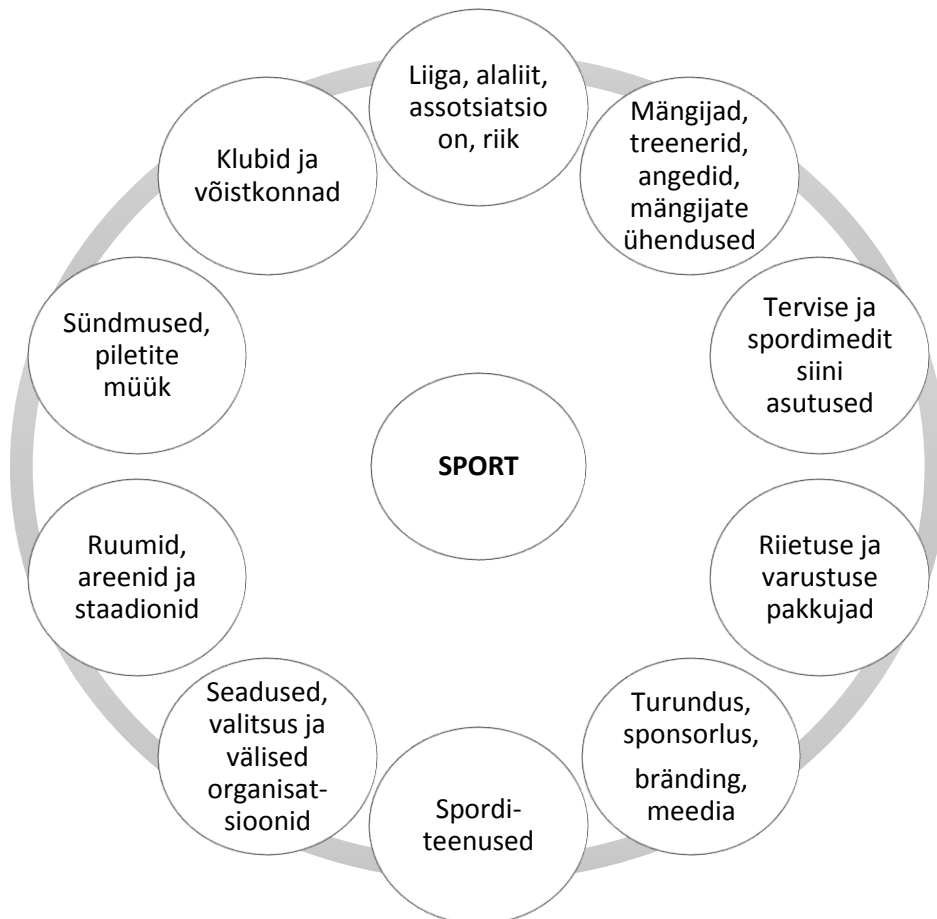 Liiga, alaliit,
assotsiatsio
on, riik
Mängijad,
treenerid,
angedid,
mängijate
ühendused
Tervise ja
spordimedit
siini
asutused
Riietuse ja
varustuse
pakkujad
Turundus,
sponsorlus,
bränding,
meedia
Spordi-
teenused
Seadused,
valitsus ja
välised
organisat-
sioonid
Ruumid,
areenid ja
staadionid
Sündmused,
piletite
müük
Klubid ja
võistkonnad
SPORT